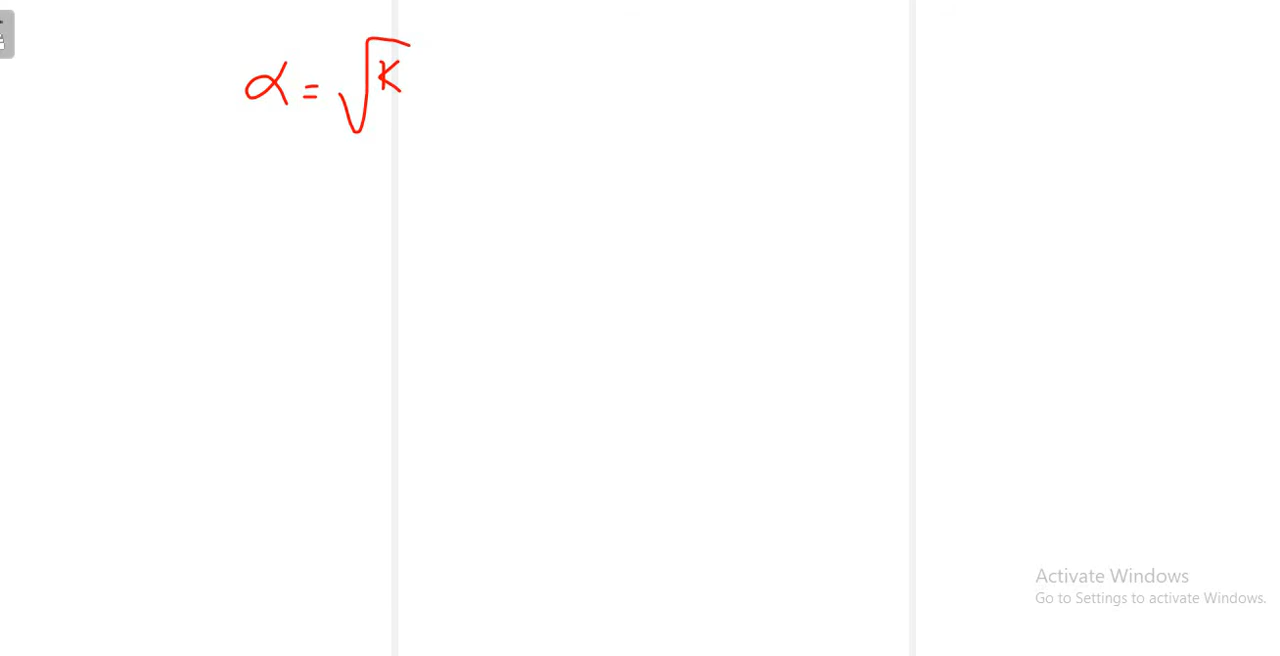 α = √K
Activate Windows
Go to Settings to activate Windows.